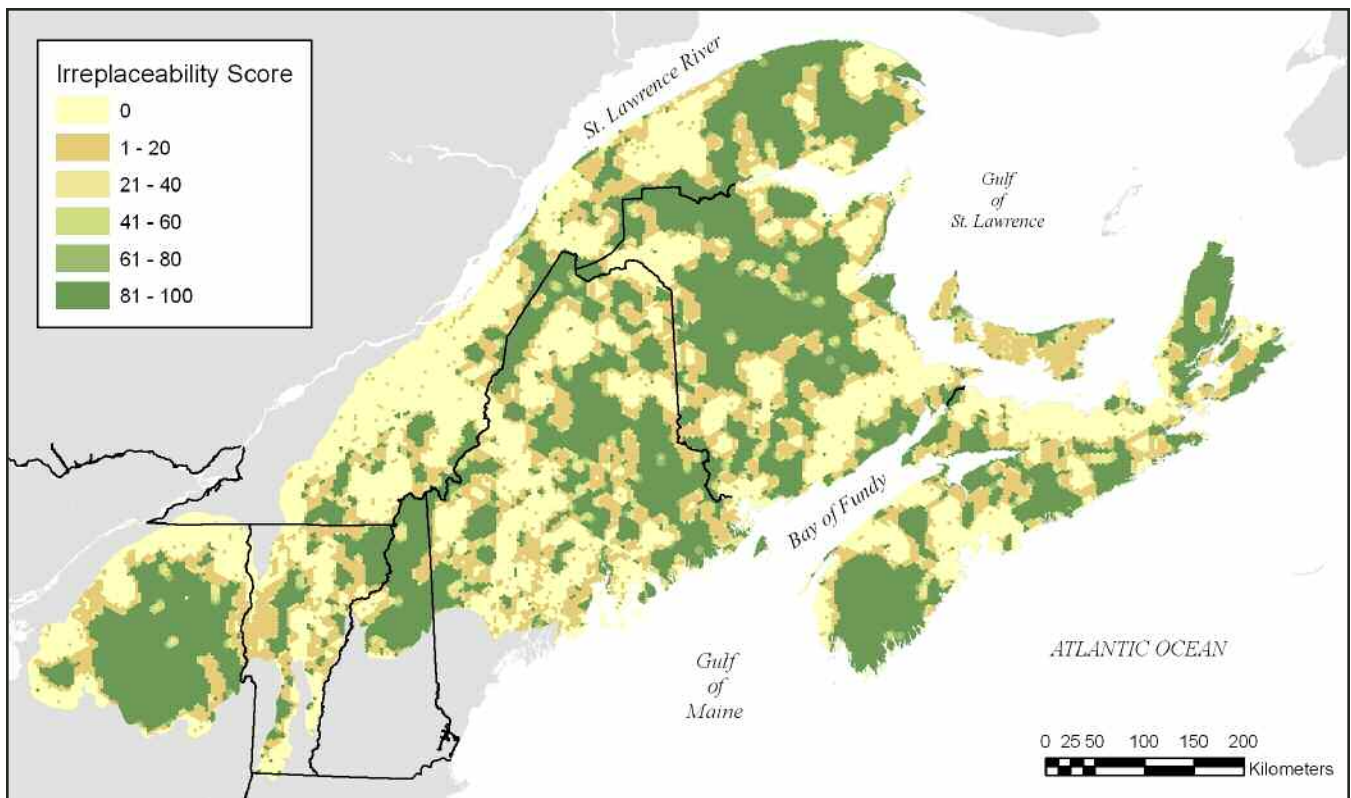 Irreplaceability Score
0
1 - 20
21 - 40
41 - 60
61 - 80
81 - 100
St. Lawrence River
Gulf
of
St. Lawrence
Bay of Fundy
Gulf
of
Maine
ATLANTIC OCEAN
0 25 50 100 150 200
Kilometers